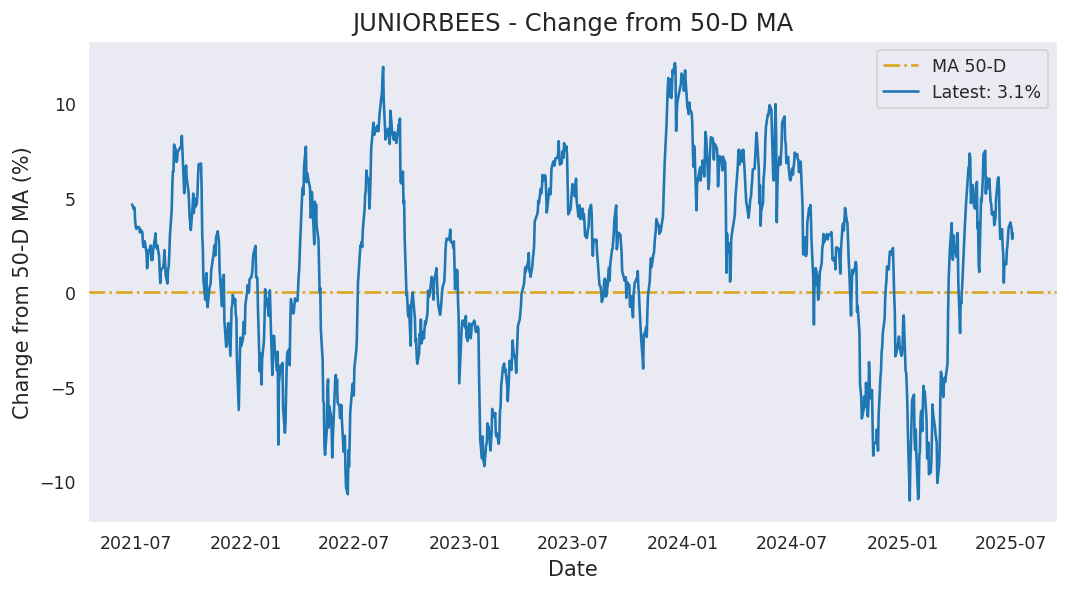 JUNIORBEES - Change from 50-D MA
MA 50-D
Latest: 3.1%
Change from 50-D MA (%)
10
5
0
−5
−10
2021-07
2022-01
2022-07
2023-01
2023-07
2024-01
2024-07
2025-01
2025-07
Date